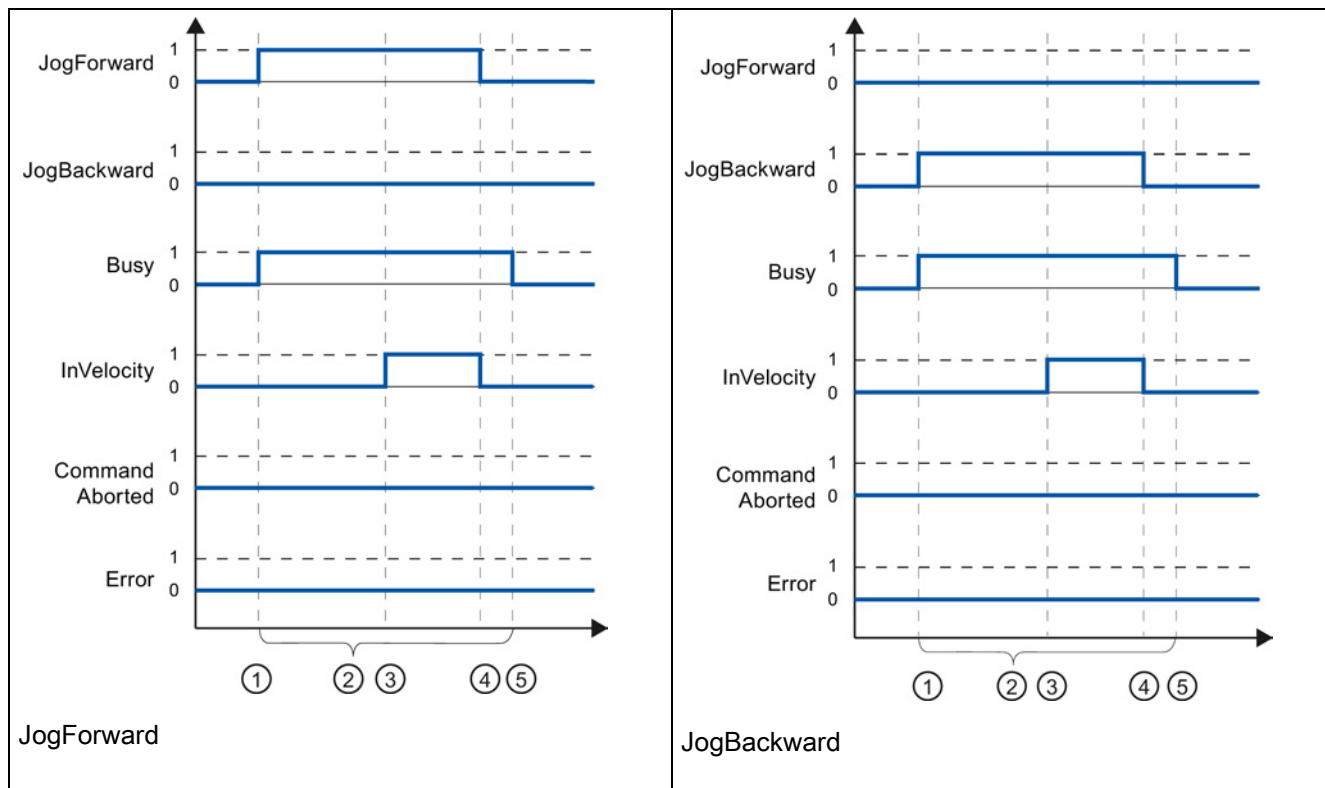 JogForward
1
0
JogBackward
1
0
Busy
1
0
InVelocity
1
0
Command
Aborted
1
0
Error
1
0
① ② ③ ④ ⑤
JogForward
JogForward
1
0
JogBackward
1
0
Busy
1
0
InVelocity
1
0
Command
Aborted
1
0
Error
1
0
① ② ③ ④ ⑤
JogBackward